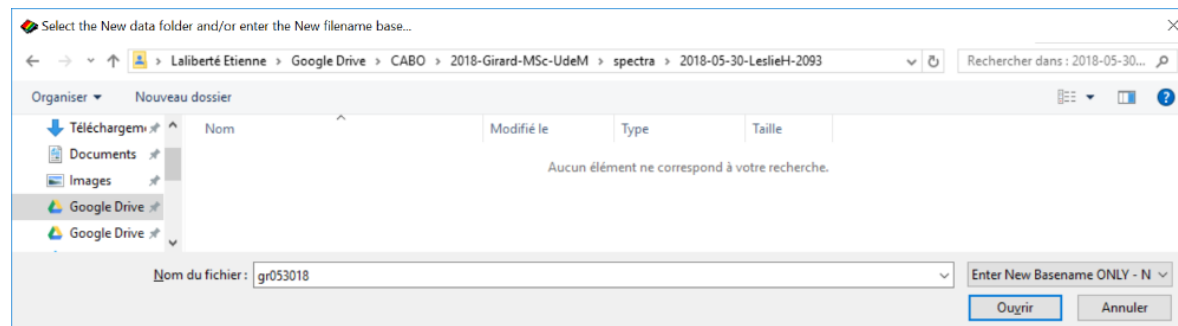 Select the New data folder and/or enter the New filename base...
Laliberté Etienne > Google Drive > CABO > 2018-Girard-MSc-UdeM > spectra > 2018-05-30-LeslieH-2093 Rechercher dans : 2018-05-30...
Organiser Nouveau dossier
Téléchargem Nom Modifié le Type Taille
Documents Aucun élément ne correspond à votre recherche.
Images
Google Drive
Google Drive
Nom du fichier : gr053018 Enter New Basename ONLY - N
Ouvrir Annuler